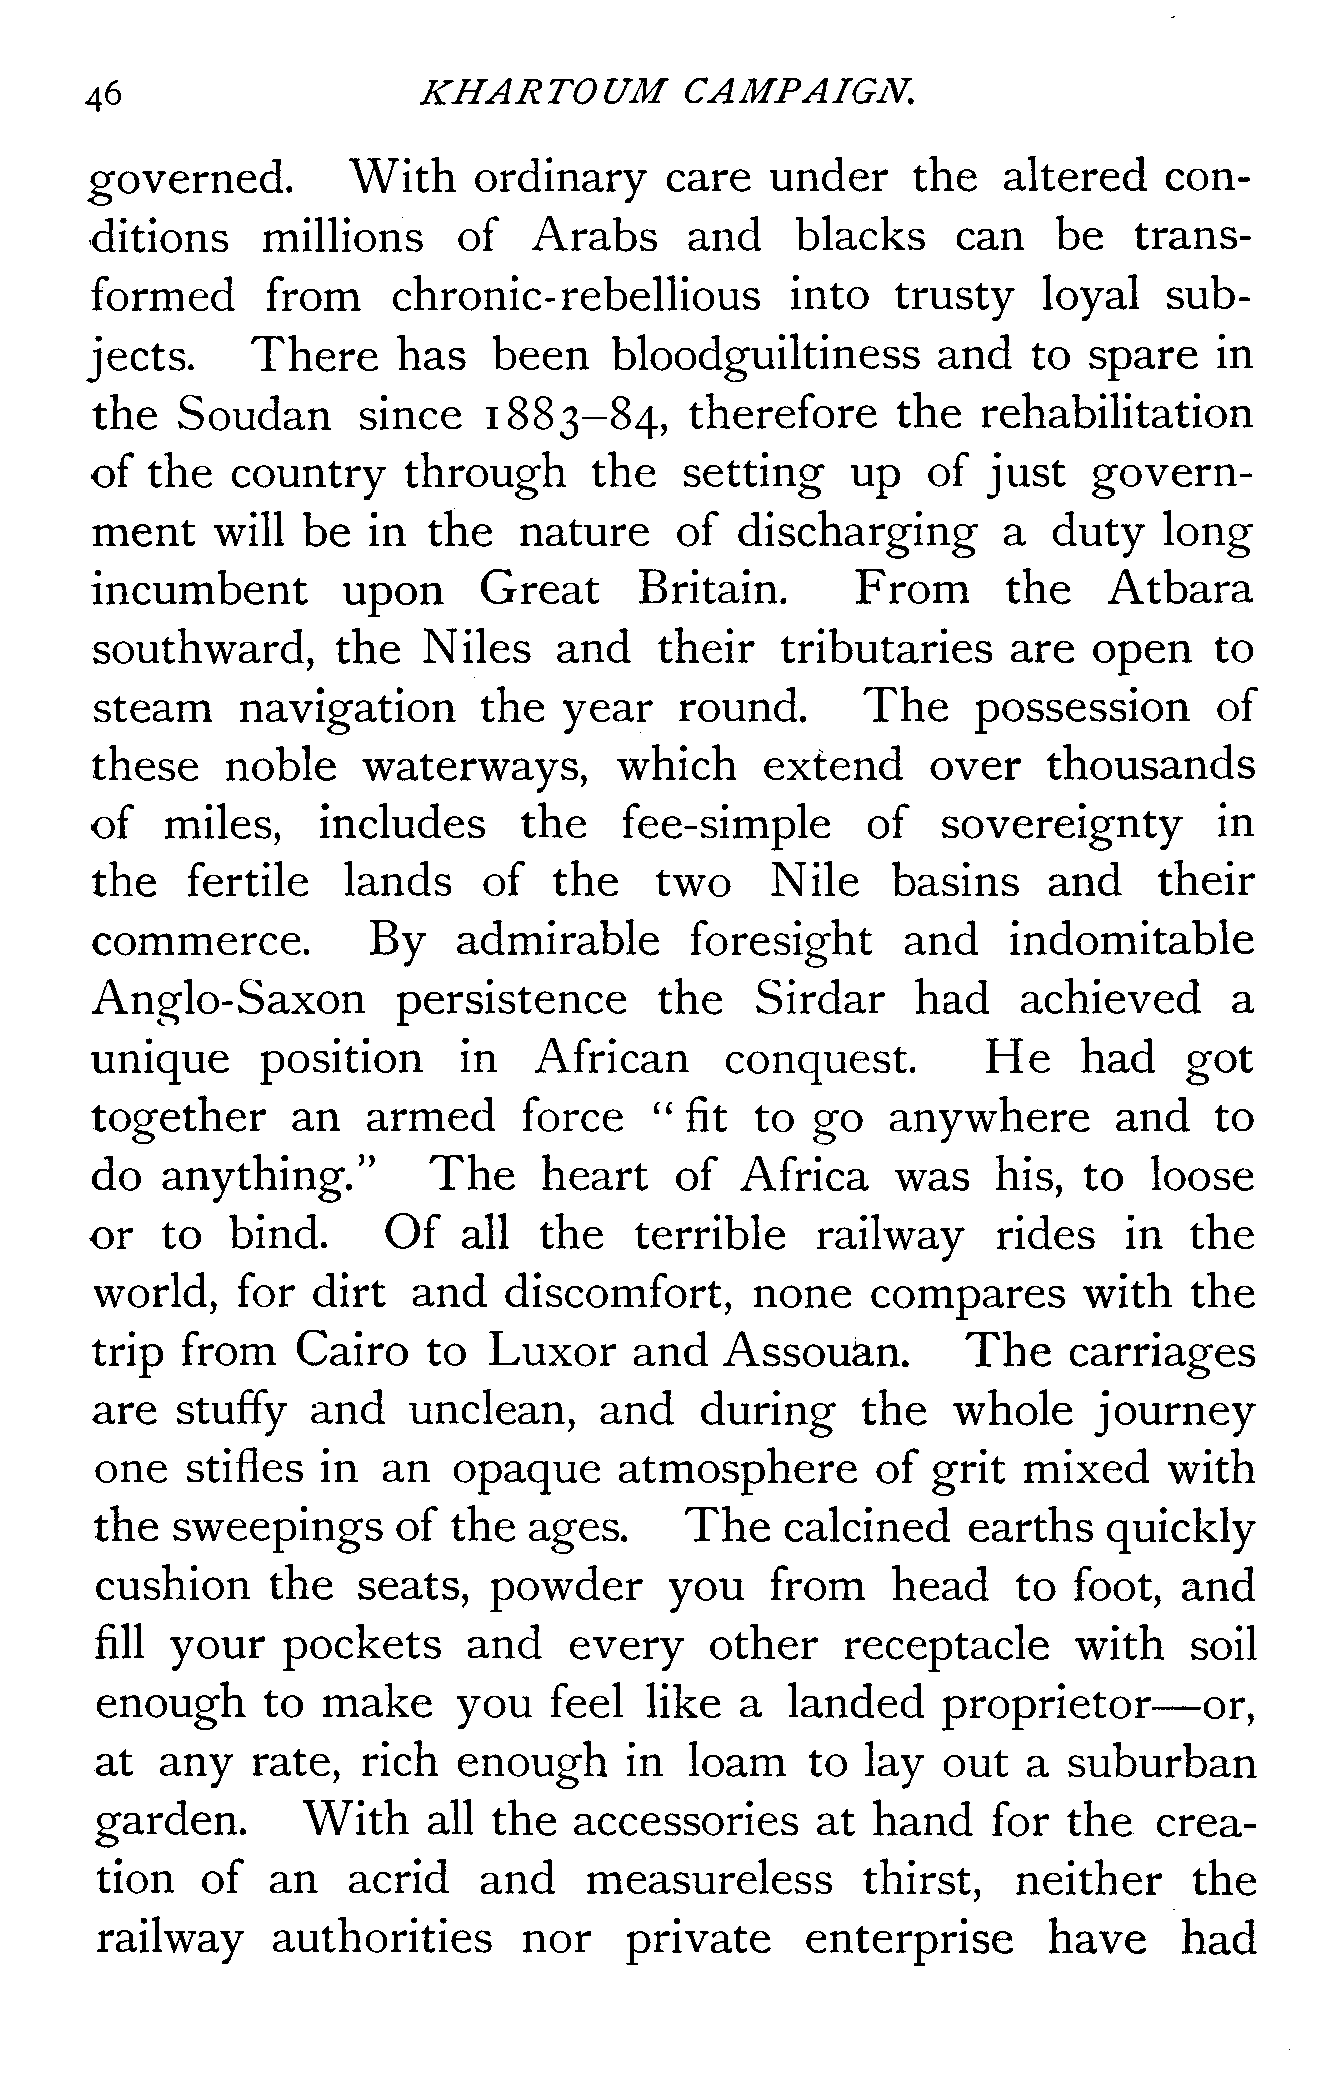 46 KHARTOUM CAMPAIGN.
governed. With ordinary care under the altered con-
ditions millions of Arabs and blacks can be trans-
formed from chronic-rebellious into trusty loyal sub-
jects. There has been bloodguiltiness and to spare in
the Soudan since 1883–84, therefore the rehabilitation
of the country through the setting up of just govern-
ment will be in the nature of discharging a duty long
incumbent upon Great Britain. From the Atbara
southward, the Niles and their tributaries are open to
steam navigation the year round. The possession of
these noble waterways, which extend over thousands
of miles, includes the fee-simple of sovereignty in
the fertile lands of the two Nile basins and their
commerce. By admirable foresight and indomitable
Anglo-Saxon persistence the Sirdar had achieved a
unique position in African conquest. He had got
together an armed force “fit to go anywhere and to
do anything.” The heart of Africa was his, to loose
or to bind. Of all the terrible railway rides in the
world, for dirt and discomfort, none compares with the
trip from Cairo to Luxor and Assouan. The carriages
are stuffy and unclean, and during the whole journey
one stifles in an opaque atmosphere of grit mixed with
the sweepings of the ages. The calcined earths quickly
cushion the seats, powder you from head to foot, and
fill your pockets and every other receptacle with soil
enough to make you feel like a landed proprietor—or,
at any rate, rich enough in loam to lay out a suburban
garden. With all the accessories at hand for the crea-
tion of an acrid and measureless thirst, neither the
railway authorities nor private enterprise have had